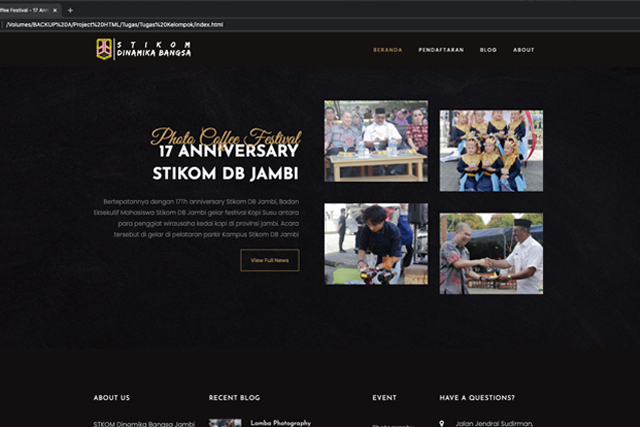 ffee Festival - 17 Ann
/Volumes/BACKUP%20A/Project%20HTML/Tugas/Tugas%20Kelompok/index.html
STIKOM
DINAMIKA BANGSA
BERANDA PENDAFTARAN BLOG ABOUT
Photo Coffee Festival
17 ANNIVERSARY
STIKOM DB JAMBI
Bertepatannya dengan 17Th anniversary Stikom DB Jambi, Badan
Eksekutif Mahasiswa Stikom DB Jambi gelar festival Kopi Susu antara
para penggiat wirausaha kedai kopi di provinsi jambi. Acara
tersebut di gelar di pelataran parkir Kampus Stikom DB Jambi
View Full News
ABOUT US RECENT BLOG EVENT HAVE A QUESTIONS?
STIKOM Dinamika Bangsa Jambi
Lomba Photography
Photography
Jalan Jendral Sudirman,